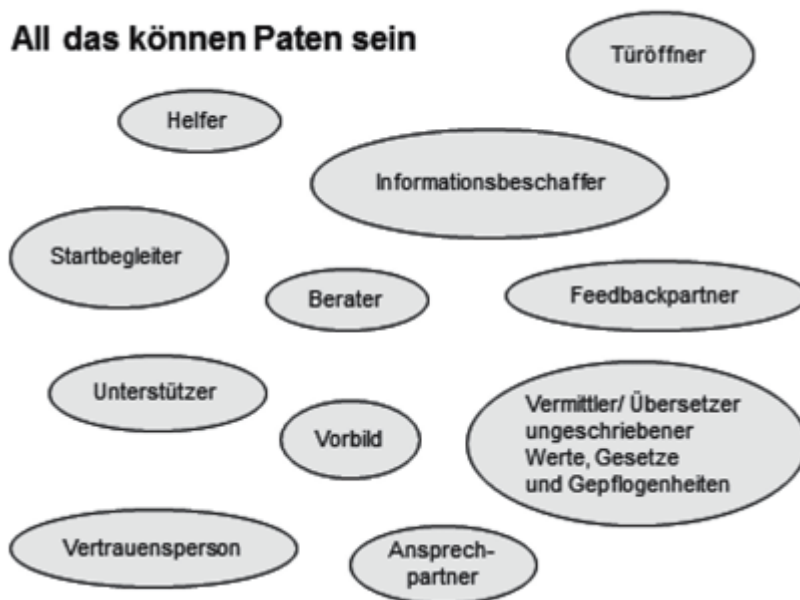 All das können Paten sein
Türöffner
Helfer
Informationsbeschaffer
Startbegleiter
Berater
Feedbackpartner
Unterstützer
Vorbild
Vermittler/ Übersetzer
ungeschriebener
Werte, Gesetze
und Gepflogenheiten
Vertrauensperson
Ansprech-
partner